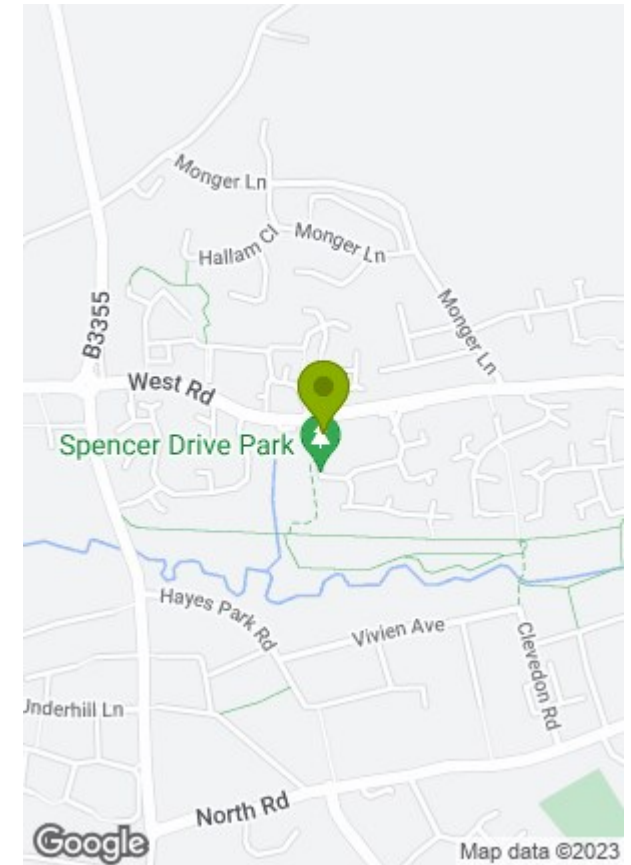 Monger Ln
Hallam Cl
Monger Ln
B3355
Monger Ln
West Rd
Spencer Drive Park
Hayes Park Rd
Vivien Ave
Clevedon Rd
Underhill Ln
North Rd
Google
Map data ©2023